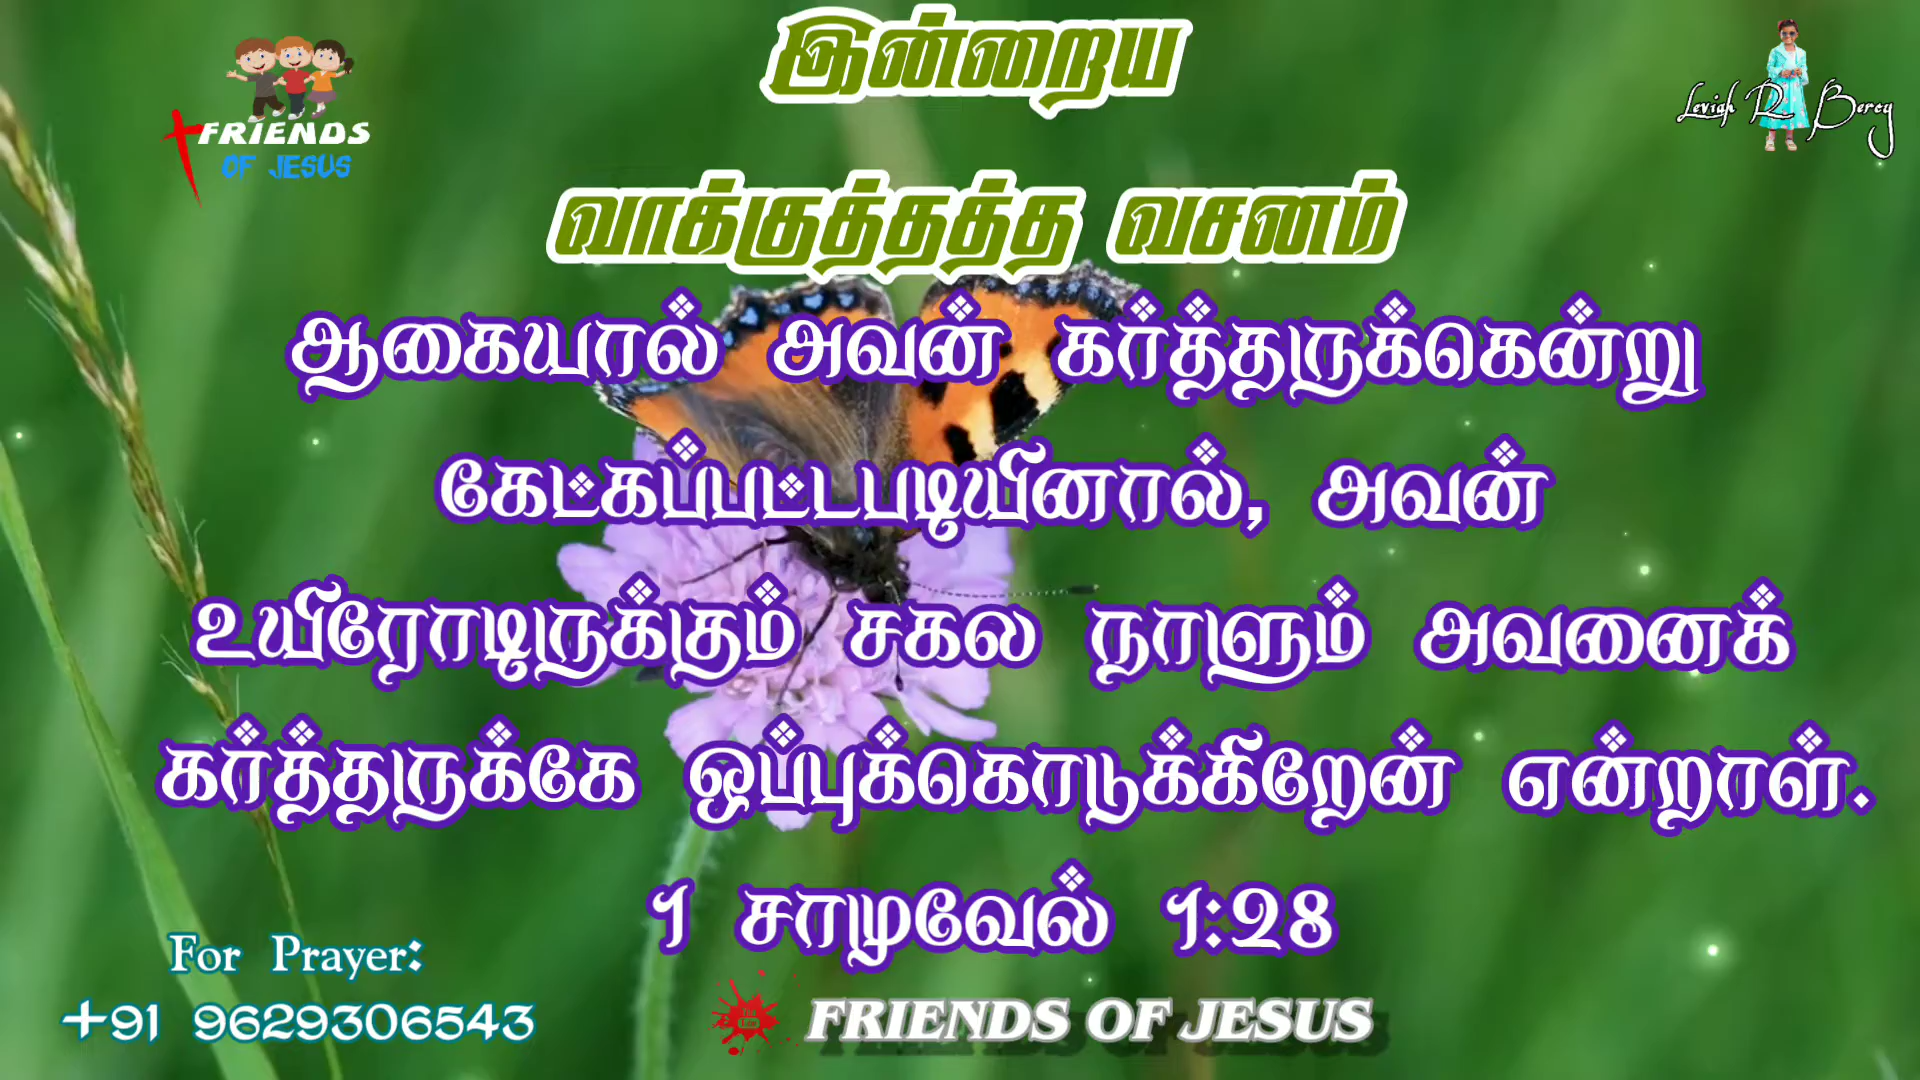 இன்றைய
வாக்குத்தத்த வசனம்
FRIENDS
OF JESUS
Leviah R Bercy
ஆகையால் அவன் கர்த்தருக்கென்று
கேட்கப்பட்டபடியினால், அவன்
உயிரோடிருக்கும் சகல நாளும் அவனைக்
கர்த்தருக்கே ஒப்புக்கொடுக்கிறேன் என்றாள்.
1 சாமுவேல் 1:28
For Prayer:
+91 9629306543
FRIENDS OF JESUS